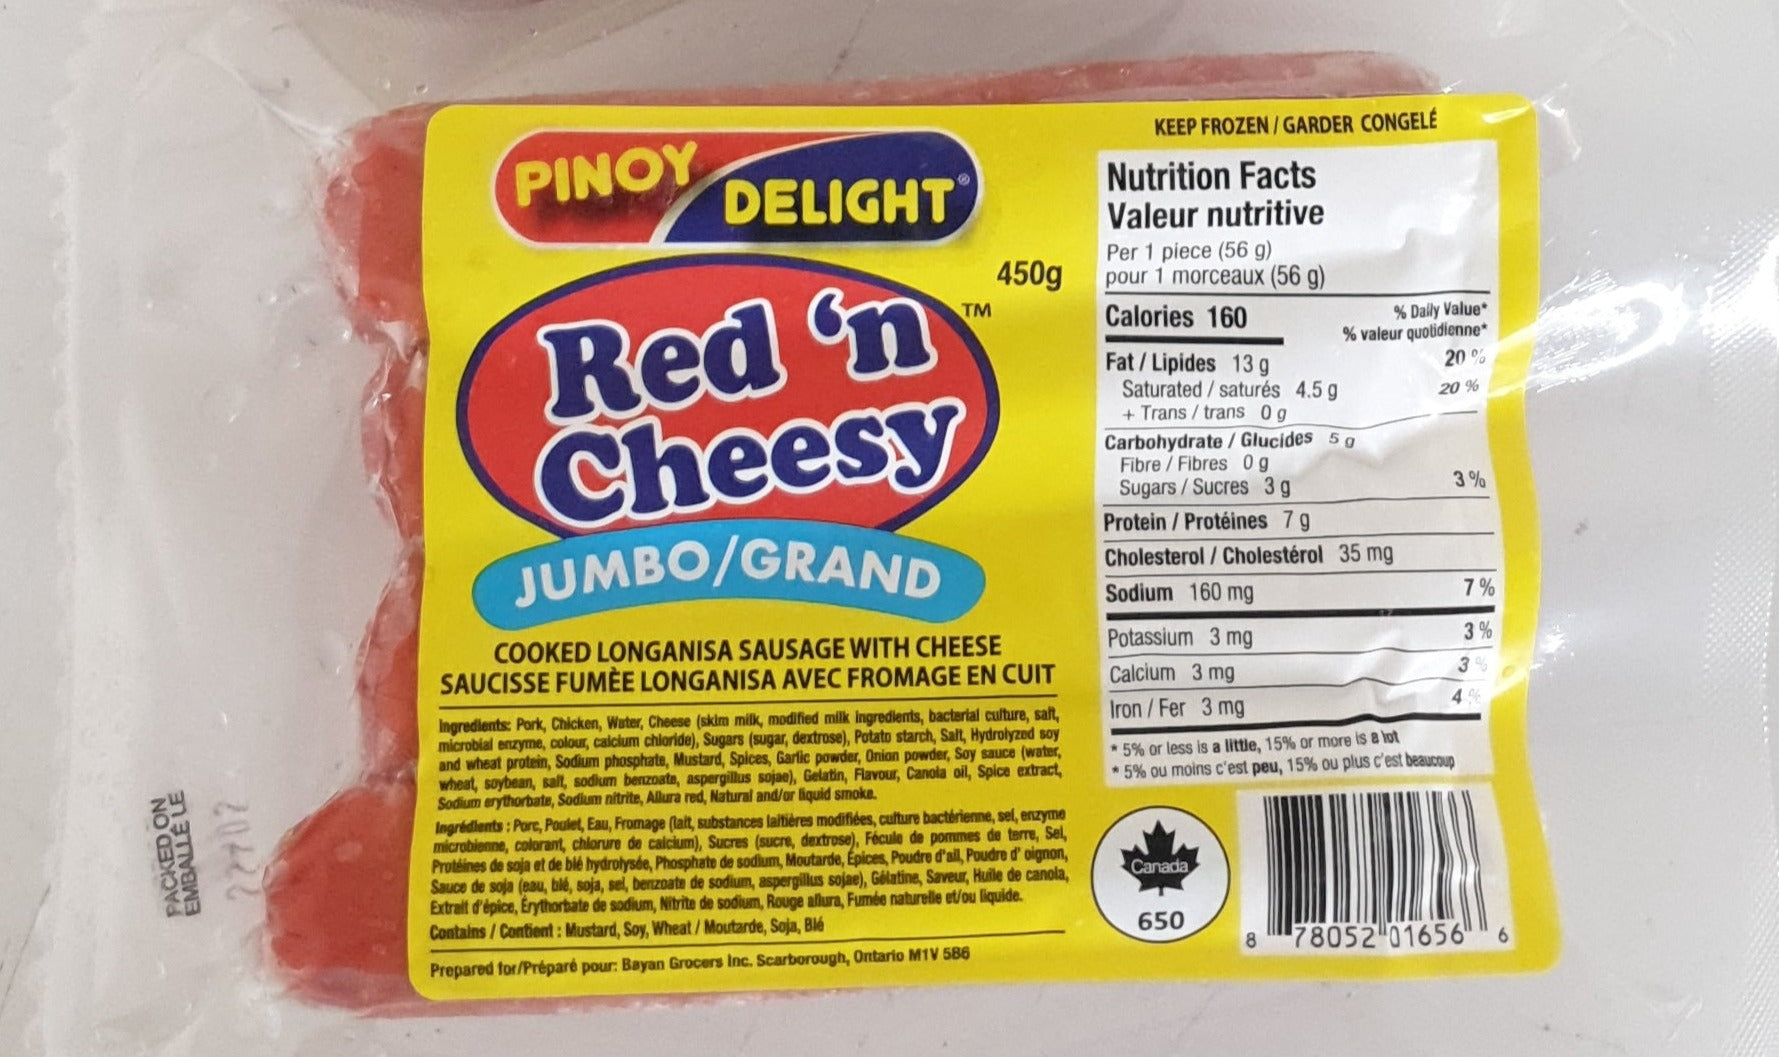 PINOY DELIGHT®
450g
Red 'n
Cheesy
TM
JUMBO/GRAND
COOKED LONGANISA SAUSAGE WITH CHEESE
SAUCISSE FUMÈE LONGANISA AVEC FROMAGE EN CUIT
Ingredients: Pork, Chicken, Water, Cheese (skim milk, modified milk ingredients, bacterial culture, salt,
microbial enzyme, colour, calcium chloride), Sugars (sugar, dextrose), Potato starch, Salt, Hydrolyzed soy
and wheat protein, Sodium phosphate, Mustard, Spices, Garlic powder, Onion powder, Soy sauce (water,
wheat, soybean, salt, sodium benzoate, aspergillus sojae), Gelatin, Flavour, Canola oil, Spice extract,
Sodium erythorbate, Sodium nitrite, Allura red, Natural and/or liquid smoke.
Ingrédients : Porc, Poulet, Eau, Fromage (lait, substances laitières modifiées, culture bactérienne, sel, enzyme
microbienne, colorant, chlorure de calcium), Sucres (sucre, dextrose), Fécule de pommes de terre, Sel,
Protéines de soja et de blé hydrolysée, Phosphate de sodium, Moutarde, Épices, Poudre d'ail, Poudre d' oignon,
Sauce de soja (eau, blé, soja, sel, benzoate de sodium, aspergillus sojae), Gélatine, Saveur, Huile de canola,
Extrait d'épice, Érythorbate de sodium, Nitrite de sodium, Rouge allura, Fumée naturelle et/ou liquide.
Contains / Contient : Mustard, Soy, Wheat / Moutarde, Soja, Blé
Prepared for/Préparé pour: Bayan Grocers Inc. Scarborough, Ontario M1V 5B6
KEEP FROZEN / GARDER CONGELÉ
Nutrition Facts
Valeur nutritive
Per 1 piece (56 g)
pour 1 morceaux (56 g)
Calories 160
% Daily Value*
% valeur quotidienne*
Fat / Lipides 13 g 20 %
Saturated / saturés 4.5 g 20 %
+ Trans / trans 0 g
Carbohydrate / Glucides 5 g
Fibre / Fibres 0 g
Sugars / Sucres 3 g 3 %
Protein / Protéines 7 g
Cholesterol / Cholestérol 35 mg
Sodium 160 mg 7 %
Potassium 3 mg 3 %
Calcium 3 mg 3 %
Iron / Fer 3 mg 4 %
* 5% or less is a little, 15% or more is a lot
* 5% ou moins c'est peu, 15% ou plus c'est beaucoup
Canada
650
8 78052 01656 6
PACKED ON
EMBALLÉ LE